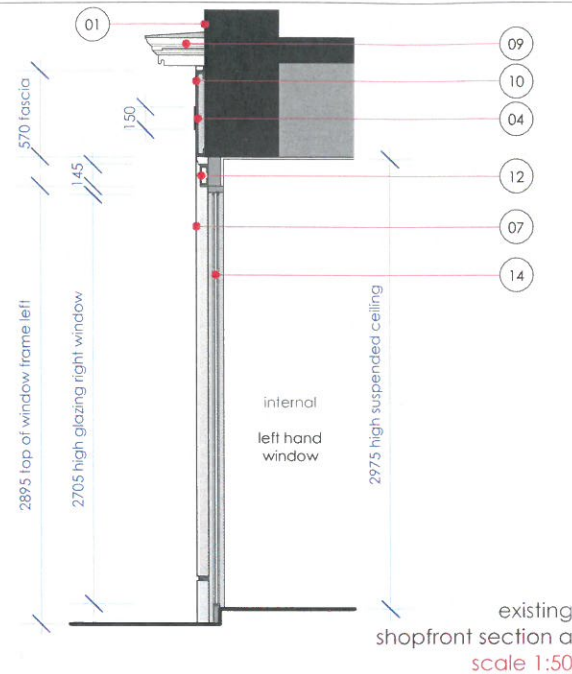 01
09
10
04
12
07
14
570 fascia
150
145
2895 top of window frame left
2705 high glazing right window
2975 high suspended ceiling
internal
left hand
window
existing
shopfront section a
scale 1:50